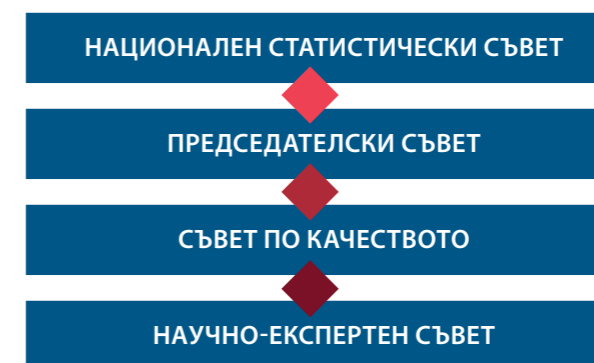 НАЦИОНАЛЕН СТАТИСТИЧЕСКИ СЪВЕТ
ПРЕДСЕДАТЕЛСКИ СЪВЕТ
СЪВЕТ ПО КАЧЕСТВОТО
НАУЧНО-ЕКСПЕРТЕН СЪВЕТ